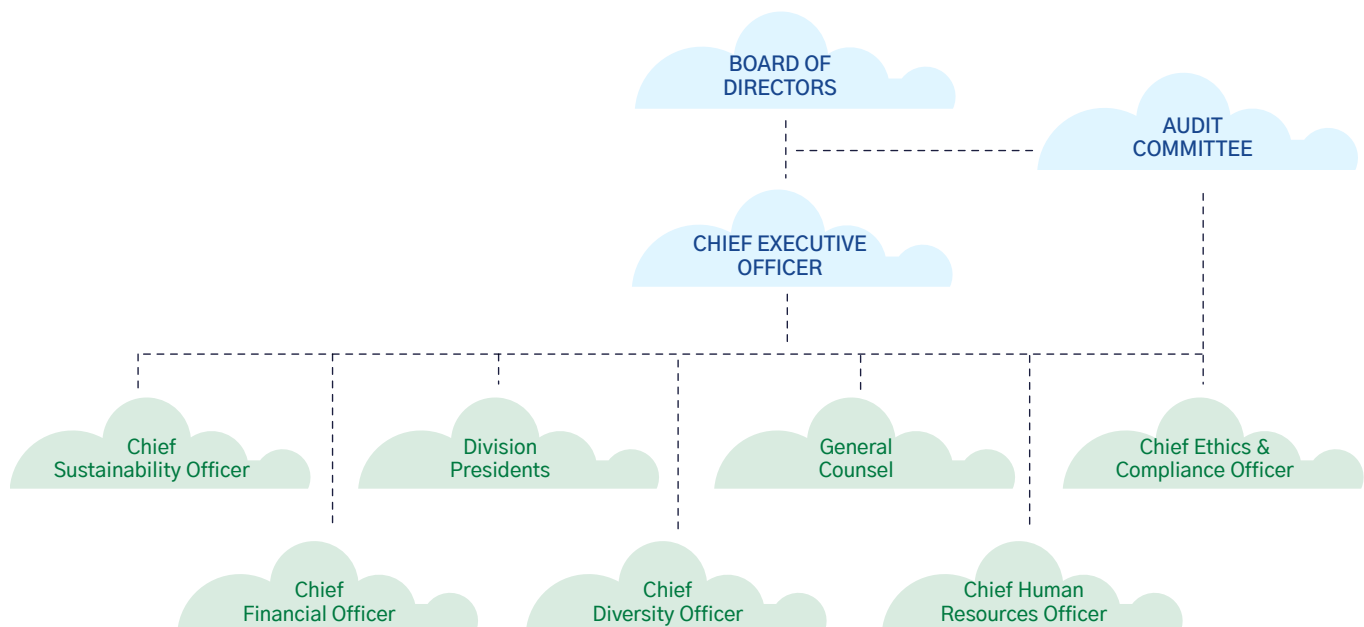 BOARD OF
DIRECTORS
AUDIT
COMMITTEE
CHIEF EXECUTIVE
OFFICER
Chief
Sustainability Officer
Division
Presidents
General
Counsel
Chief Ethics &
Compliance Officer
Chief
Financial Officer
Chief
Diversity Officer
Chief Human
Resources Officer